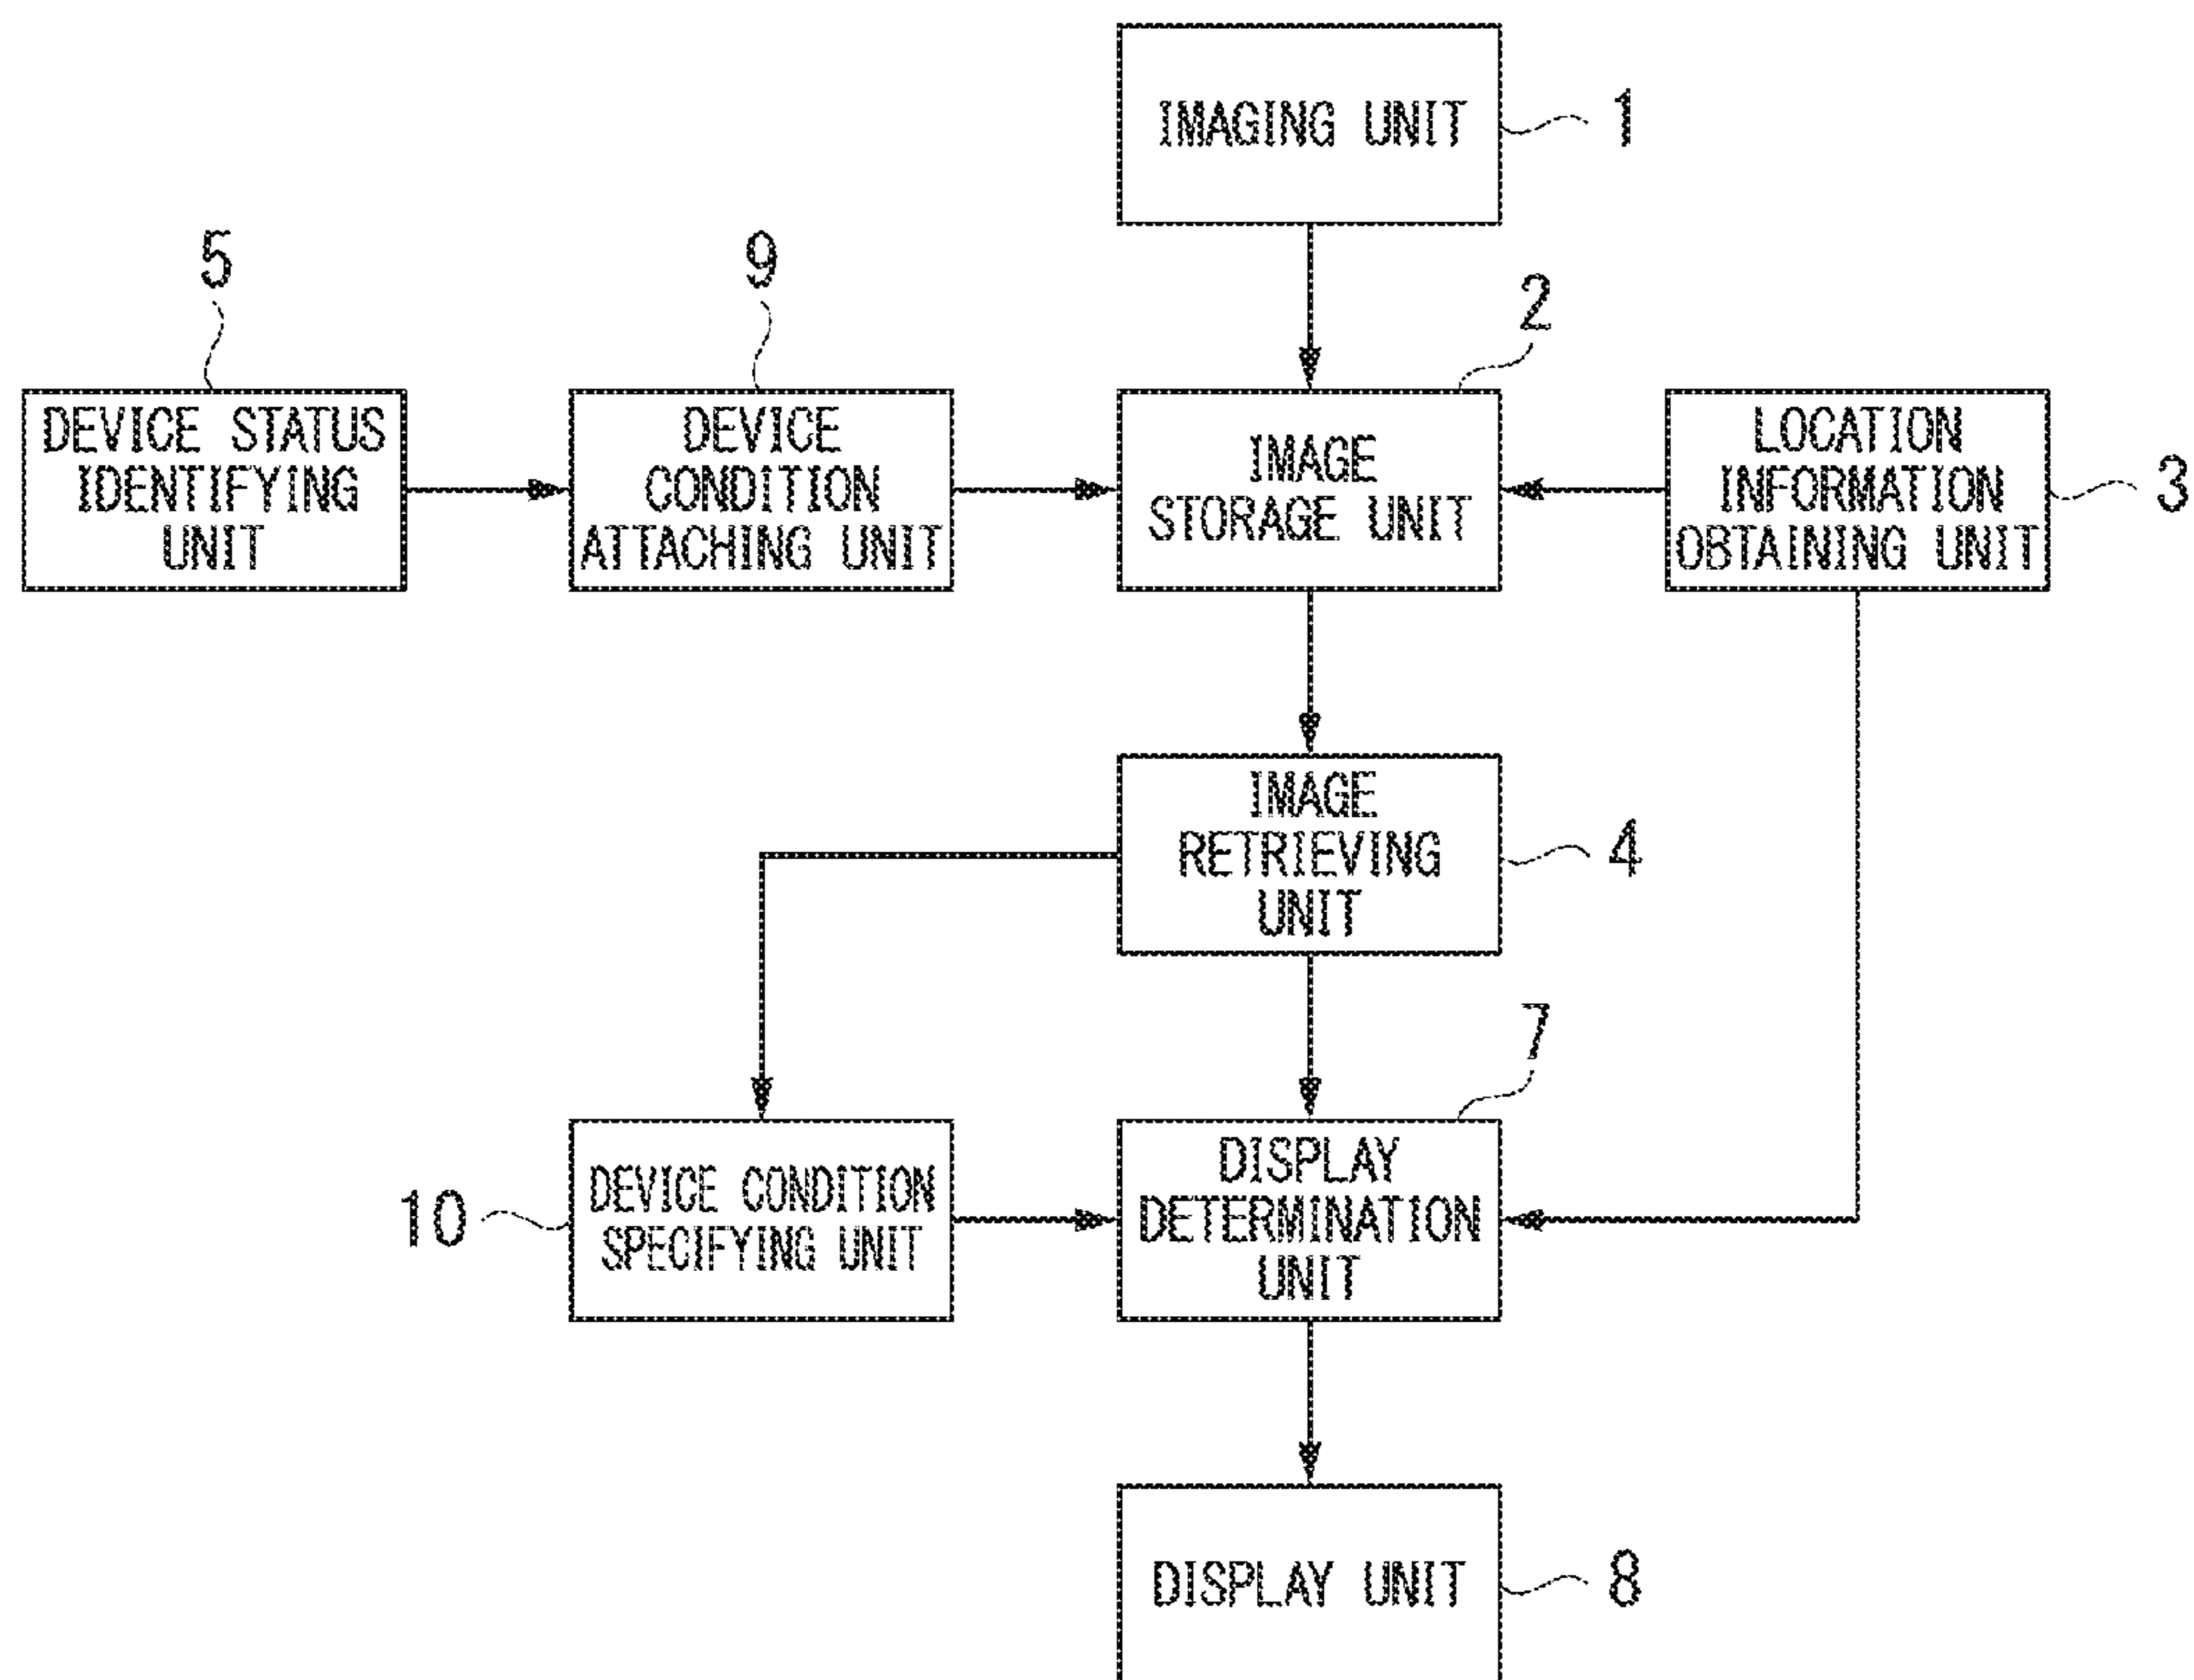 IMAGING UNIT
1
5
9
2
DEVICE STATUS
IDENTIFYING
UNIT
DEVICE
CONDITION
ATTACHING UNIT
IMAGE
STORAGE UNIT
LOCATION
INFORMATION
OBTAINING UNIT
3
IMAGE
RETRIEVING
UNIT
4
7
10
DEVICE CONDITION
SPECIFYING UNIT
DISPLAY
DETERMINATION
UNIT
DISPLAY UNIT
8